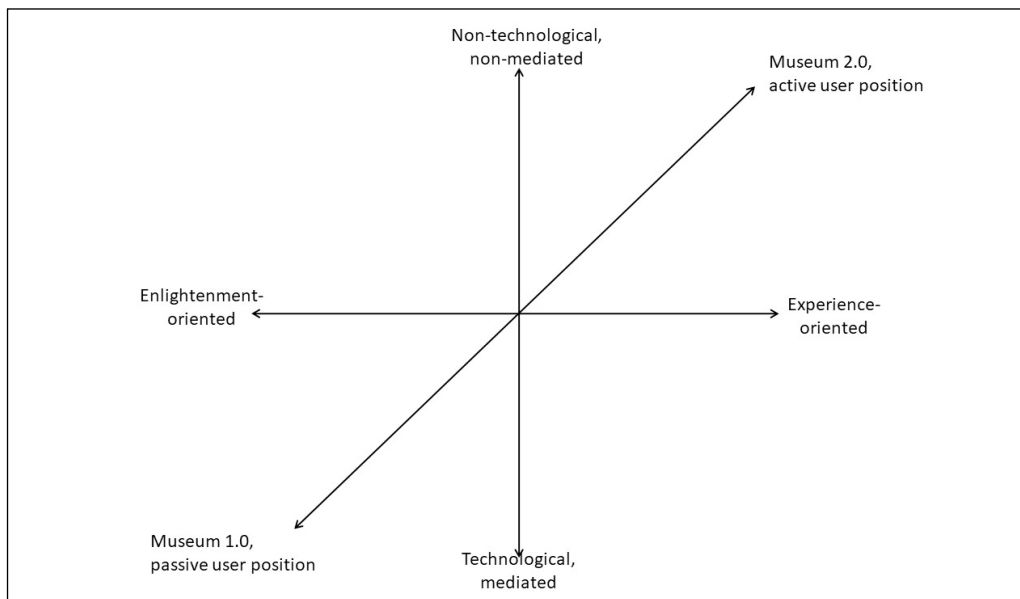 Non-technological,
non-mediated
Museum 2.0,
active user position
Enlightenment-
oriented
Experience-
oriented
Museum 1.0,
passive user position
Technological,
mediated